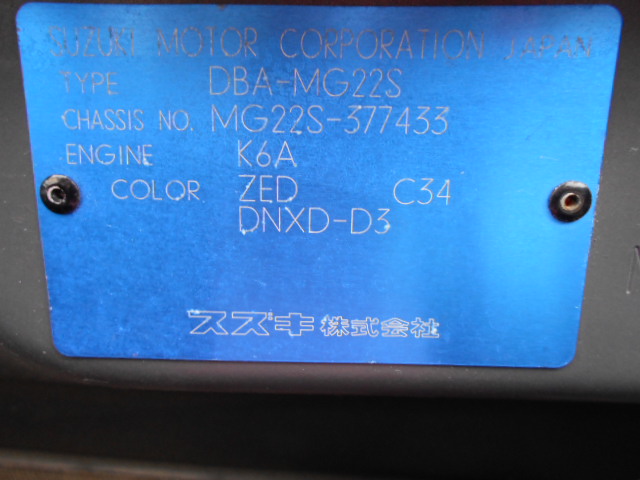 SUZUKI MOTOR CORPORATION JAPAN
TYPE DBA-MG22S
CHASSIS NO. MG22S-377433
ENGINE K6A
COLOR ZED C34
DNXD-D3
スズキ株式会社